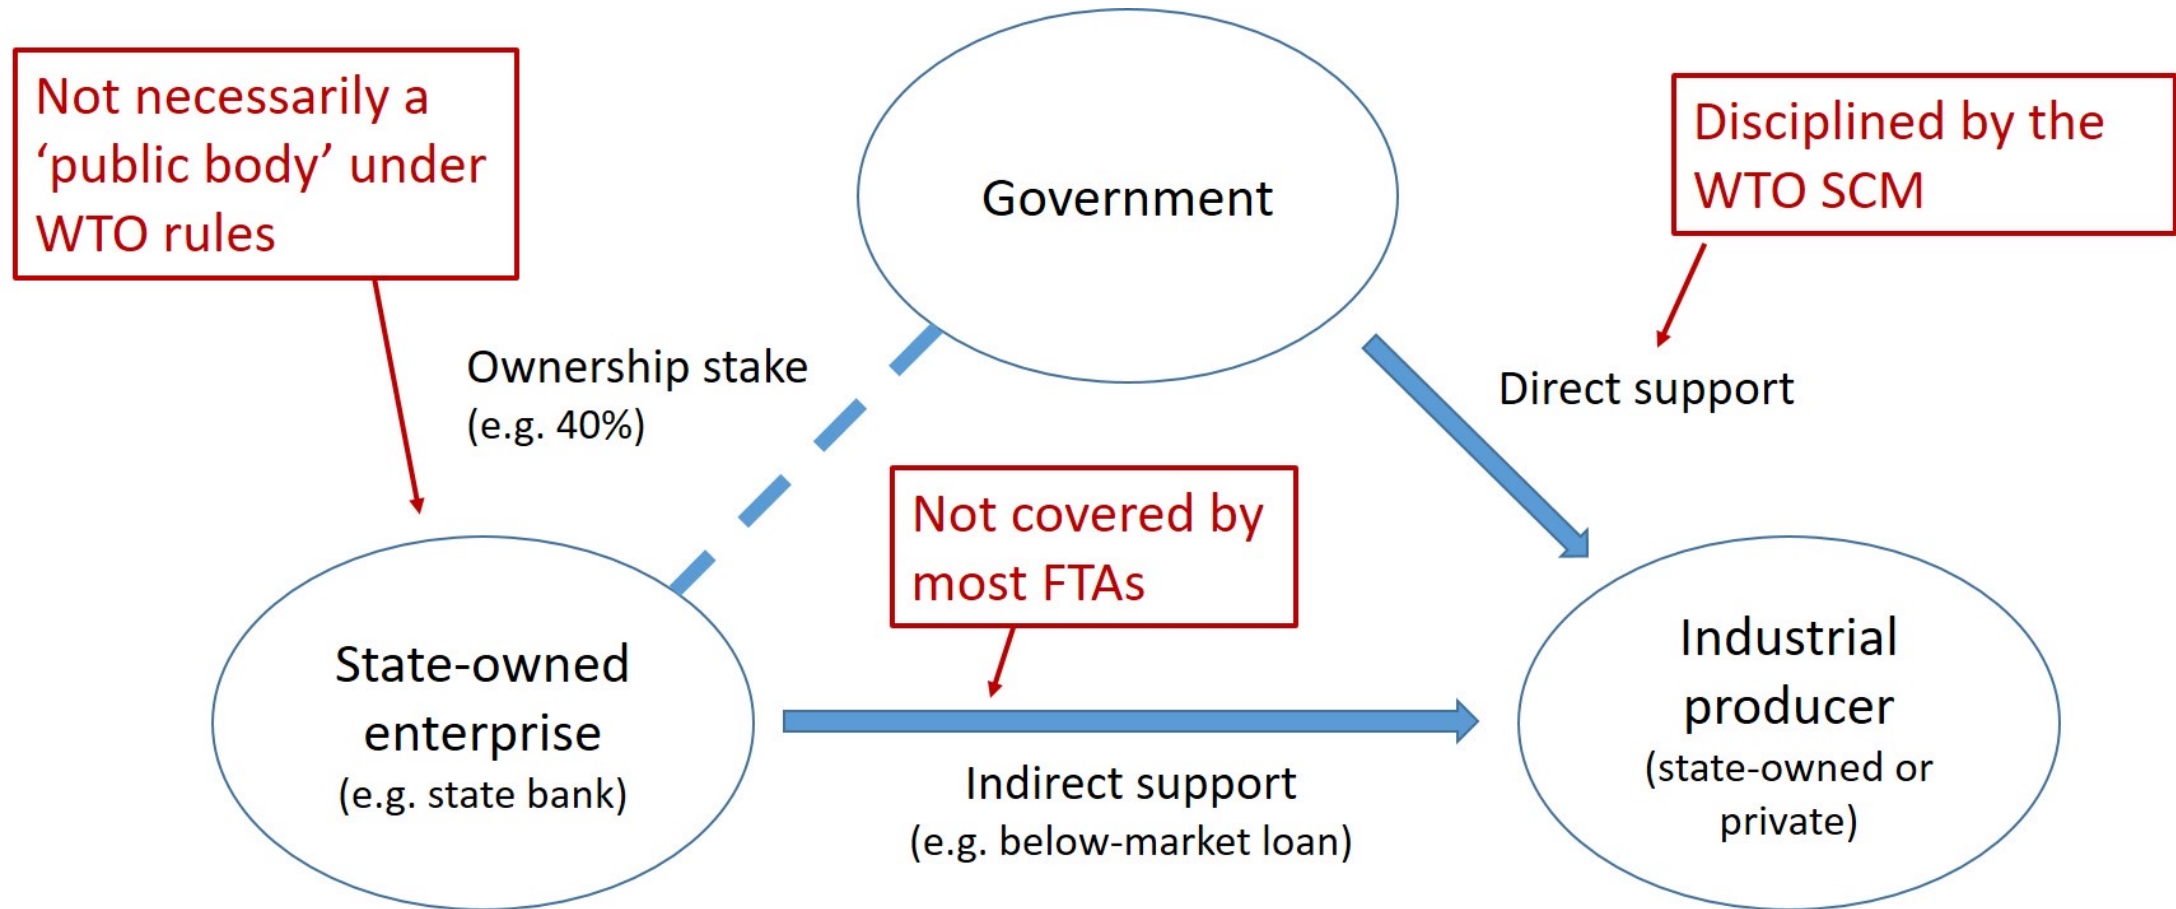 Not necessarily a
‘public body’ under
WTO rules
Government
Disciplined by the
WTO SCM
Ownership stake
(e.g. 40%)
Direct support
Not covered by
most FTAs
State-owned
enterprise
(e.g. state bank)
Indirect support
(e.g. below-market loan)
Industrial
producer
(state-owned or
private)